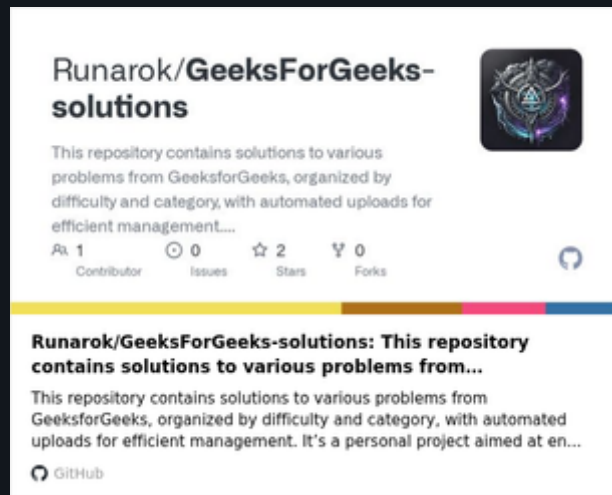 Runarok/GeeksForGeeks-
solutions
This repository contains solutions to various
problems from GeeksforGeeks, organized by
difficulty and category, with automated uploads for
efficient management....
1 0 2 0
Contributor Issues Stars Forks
Runarok/GeeksForGeeks-solutions: This repository
contains solutions to various problems from...
This repository contains solutions to various problems from
GeeksforGeeks, organized by difficulty and category, with automated
uploads for efficient management. It's a personal project aimed at en...
GitHub